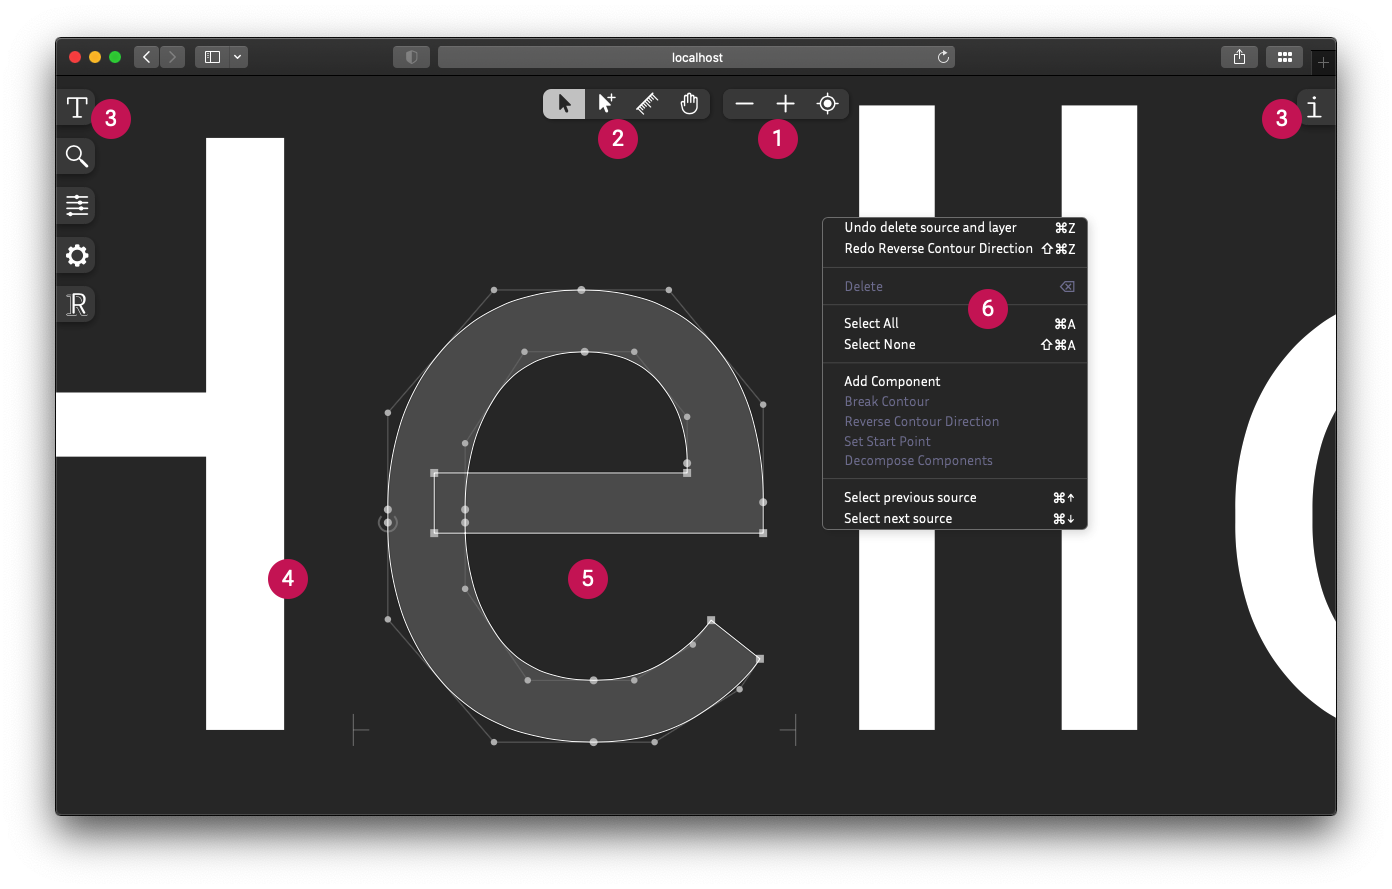 localhost
T
3
2
1
3
i
R
Hello
Undo delete source and layer ⌘Z
Redo Reverse Contour Direction ⇧⌘Z
Delete ⌫
6
Select All ⌘A
Select None ⇧⌘A
Add Component
Break Contour
Reverse Contour Direction
Set Start Point
Decompose Components
Select previous source ⌘↑
Select next source ⌘↓
4
5